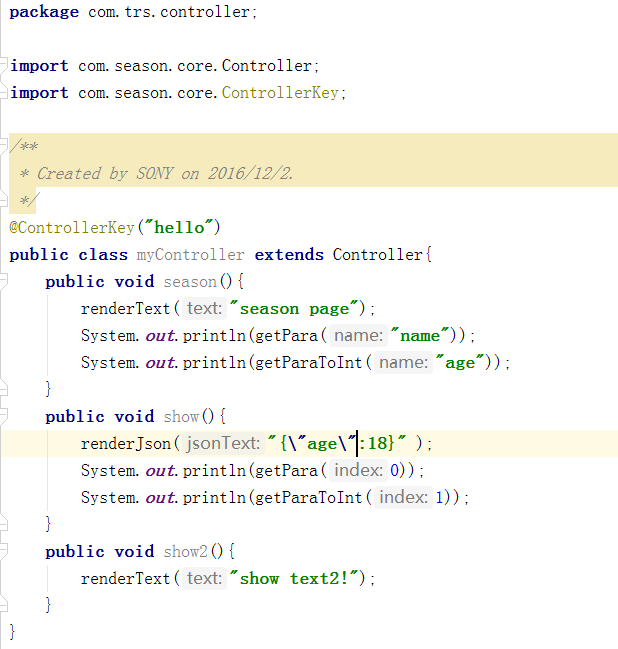 package com.trs.controller;
import com.season.core.Controller;
import com.season.core.ControllerKey;
/**
 * Created by SONY on 2016/12/2.
 */
@ControllerKey("hello")
public class myController extends Controller{
    public void season(){
        renderText( text: "season page");
        System.out.println(getPara( name: "name"));
        System.out.println(getParaToInt( name: "age"));
    }
    public void show(){
        renderJson( jsonText: "{\"age\":18}" );
        System.out.println(getPara( index: 0));
        System.out.println(getParaToInt( index: 1));
    }
    public void show2(){
        renderText( text: "show text2!");
    }
}